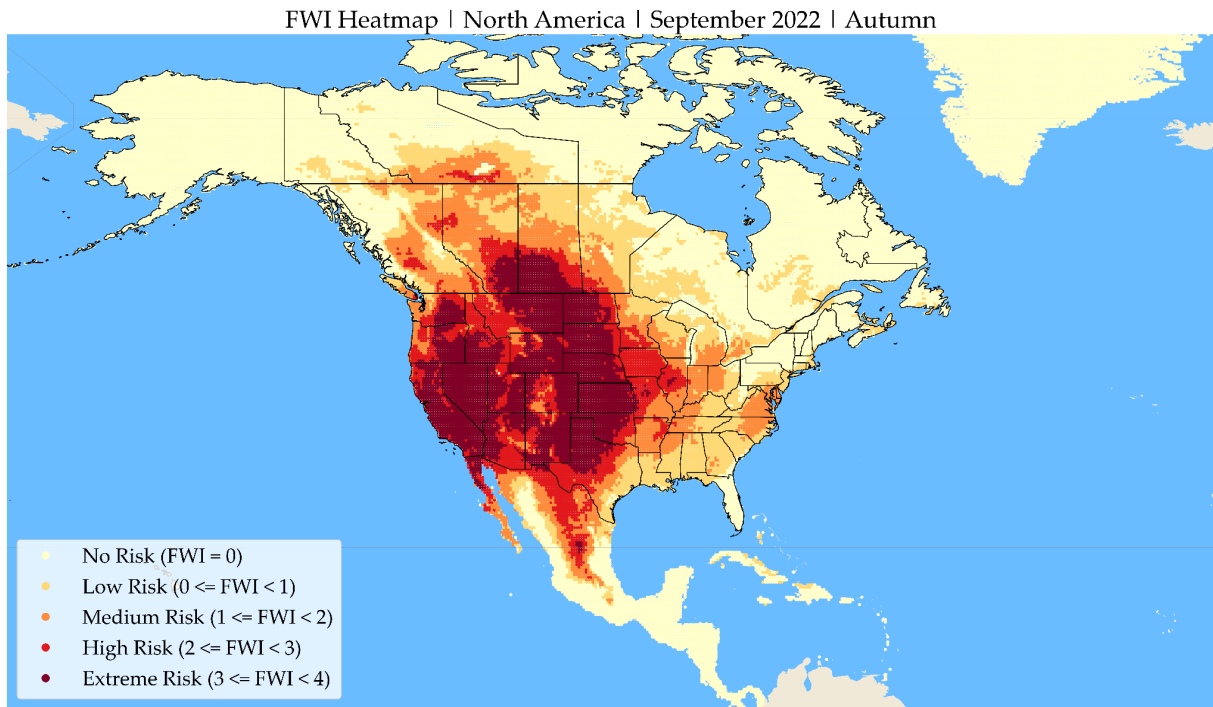 FWI Heatmap | North America | September 2022 | Autumn
No Risk (FWI = 0)
Low Risk (0 <= FWI < 1)
Medium Risk (1 <= FWI < 2)
High Risk (2 <= FWI < 3)
Extreme Risk (3 <= FWI < 4)